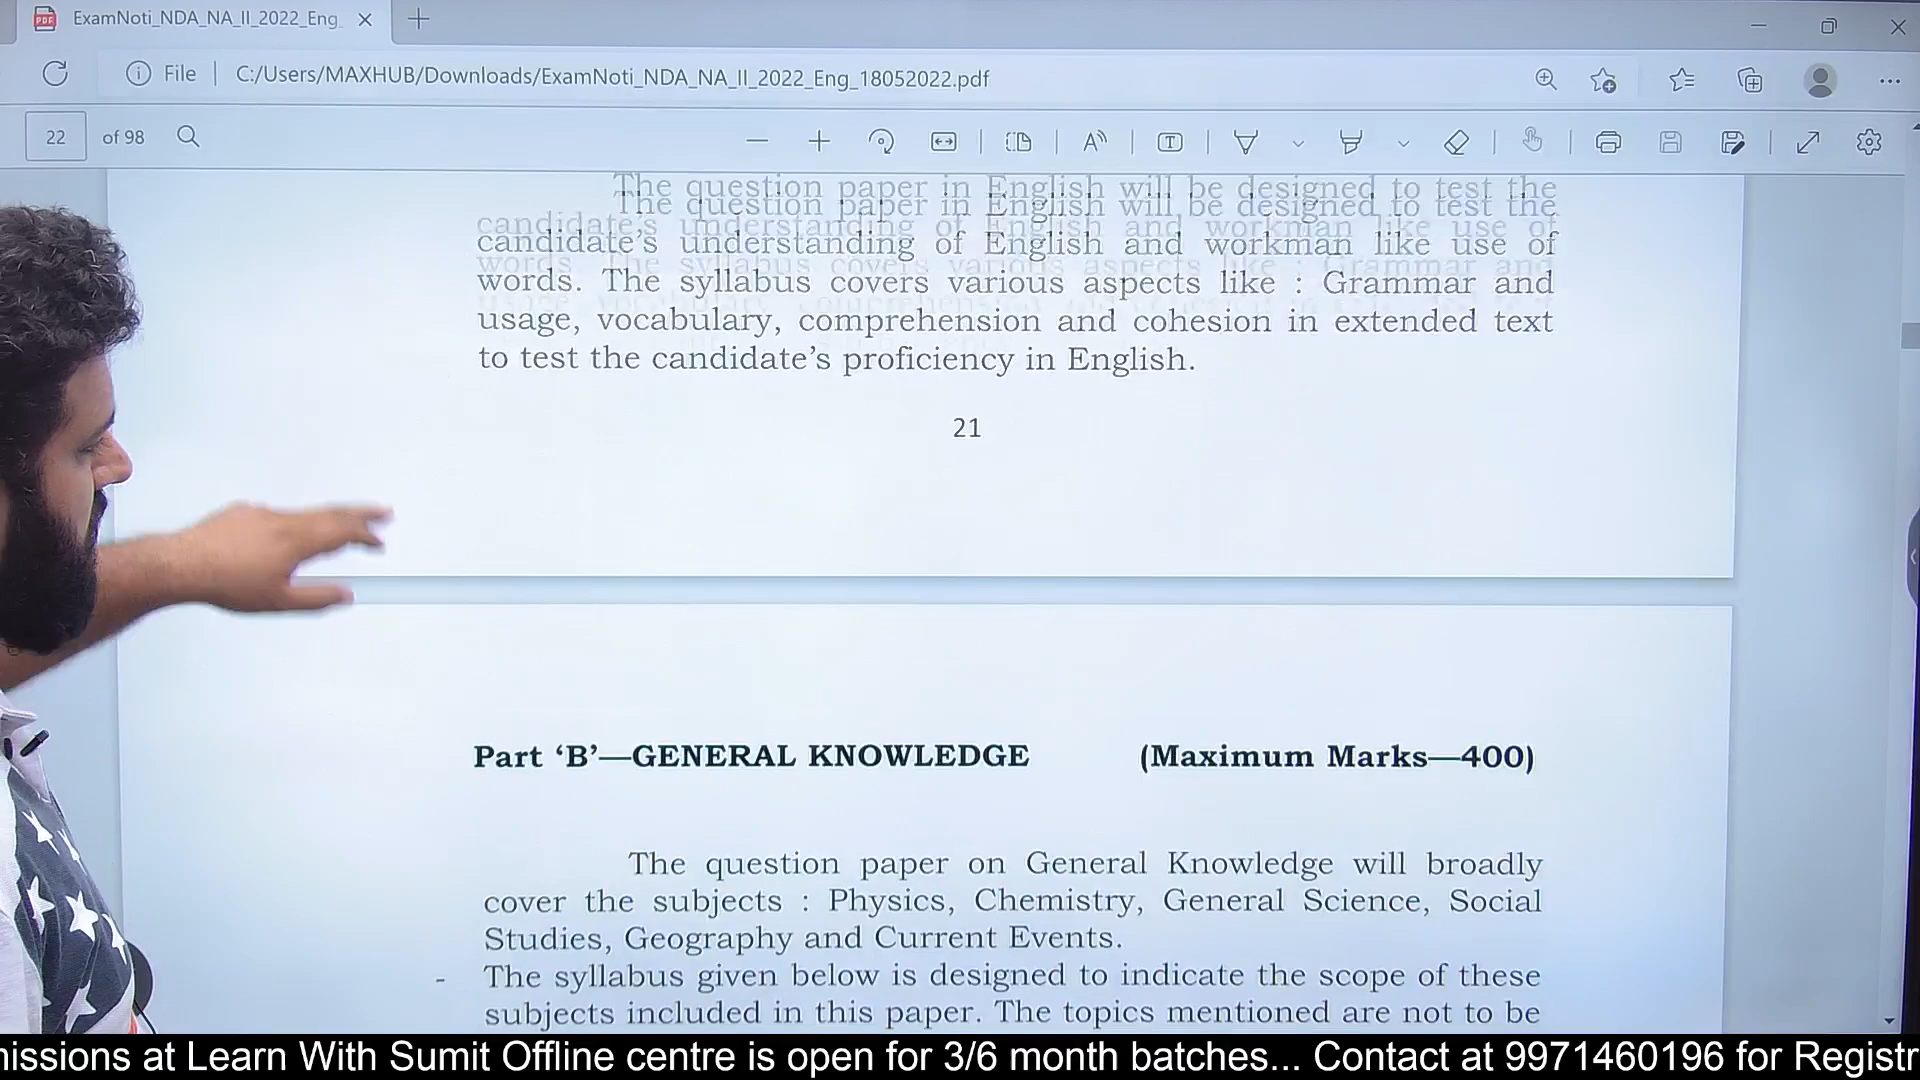 ExamNoti_NDA_NA_II_2022_Eng
File
C:/Users/MAXHUB/Downloads/ExamNoti_NDA_NA_II_2022_Eng_18052022.pdf
22 of 98
The question paper in English will be designed to test the
candidate's understanding of English and workman like use of
words. The syllabus covers various aspects like : Grammar and
usage, vocabulary, comprehension and cohesion in extended text
to test the candidate's proficiency in English.
21
Part ‘B’—GENERAL KNOWLEDGE (Maximum Marks—400)
The question paper on General Knowledge will broadly
cover the subjects : Physics, Chemistry, General Science, Social
Studies, Geography and Current Events.
- The syllabus given below is designed to indicate the scope of these
subjects included in this paper. The topics mentioned are not to be
at Learn With Sumit Offline centre is open for 3/6 month batches... Contact at 9971460196 for